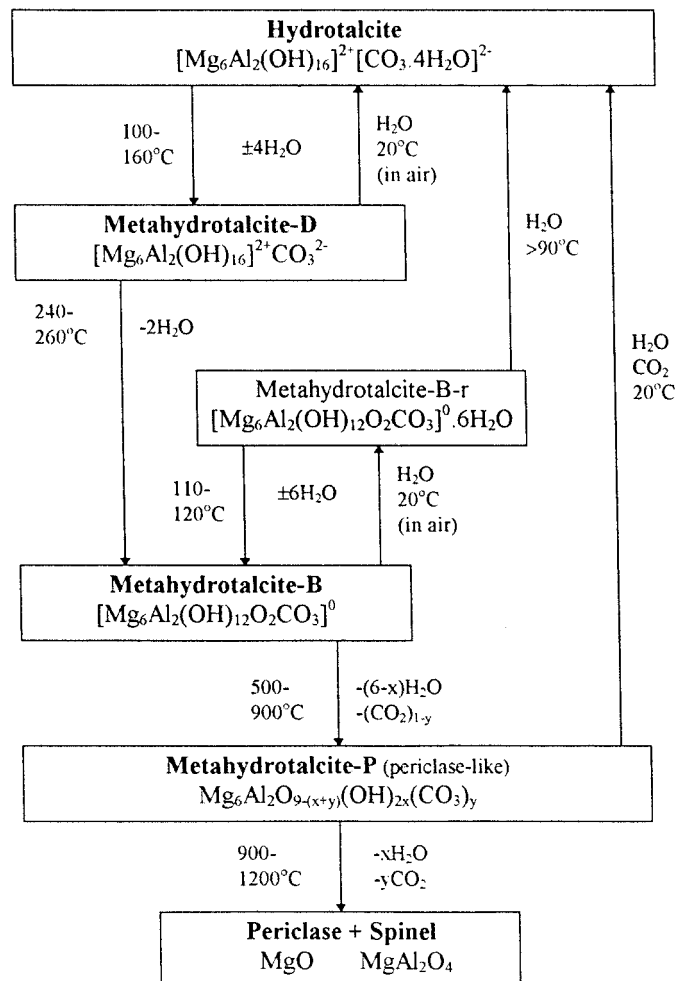 Hydrotalcite
[Mg₆Al₂(OH)₁₆]²⁺[CO₃.4H₂O]²⁻
100-
160°C
±4H₂O
H₂O
20°C
(in air)
H₂O
>90°C
H₂O
CO₂
20°C
Metahydrotalcite-D
[Mg₆Al₂(OH)₁₆]²⁺CO₃²⁻
240-
260°C
-2H₂O
Metahydrotalcite-B-r
[Mg₆Al₂(OH)₁₂O₂CO₃]⁰.6H₂O
110-
120°C
±6H₂O
H₂O
20°C
(in air)
Metahydrotalcite-B
[Mg₆Al₂(OH)₁₂O₂CO₃]⁰
500-
900°C
-(6-x)H₂O
-(CO₂)₁₋y
Metahydrotalcite-P (periclase-like)
Mg₆Al₂O₉₋₍ₓ₊y₎(OH)₂ₓ(CO₃)y
900-
1200°C
-xH₂O
-yCO₂
Periclase + Spinel
MgO MgAl₂O₄